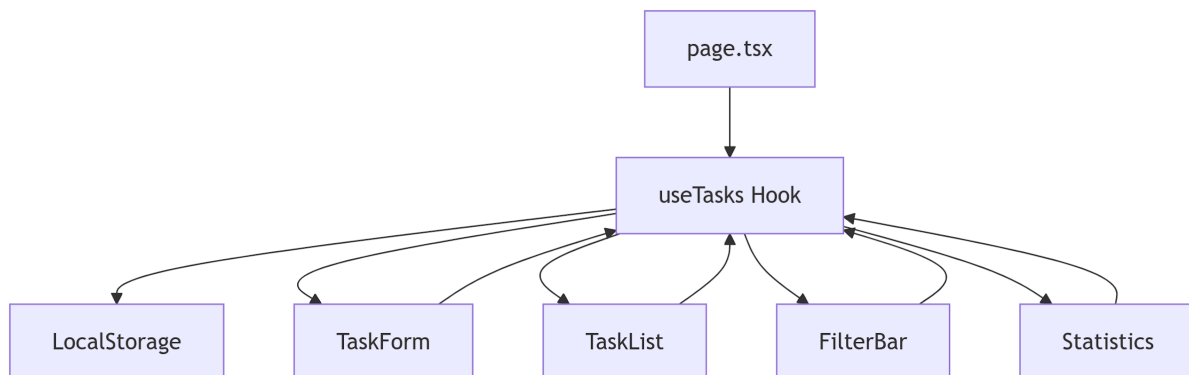 page.tsx
useTasks Hook
LocalStorage
TaskForm
TaskList
FilterBar
Statistics